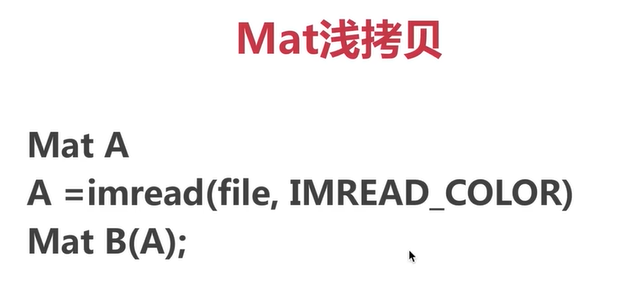 Mat浅拷贝
Mat A
A =imread(file, IMREAD_COLOR)
Mat B(A);